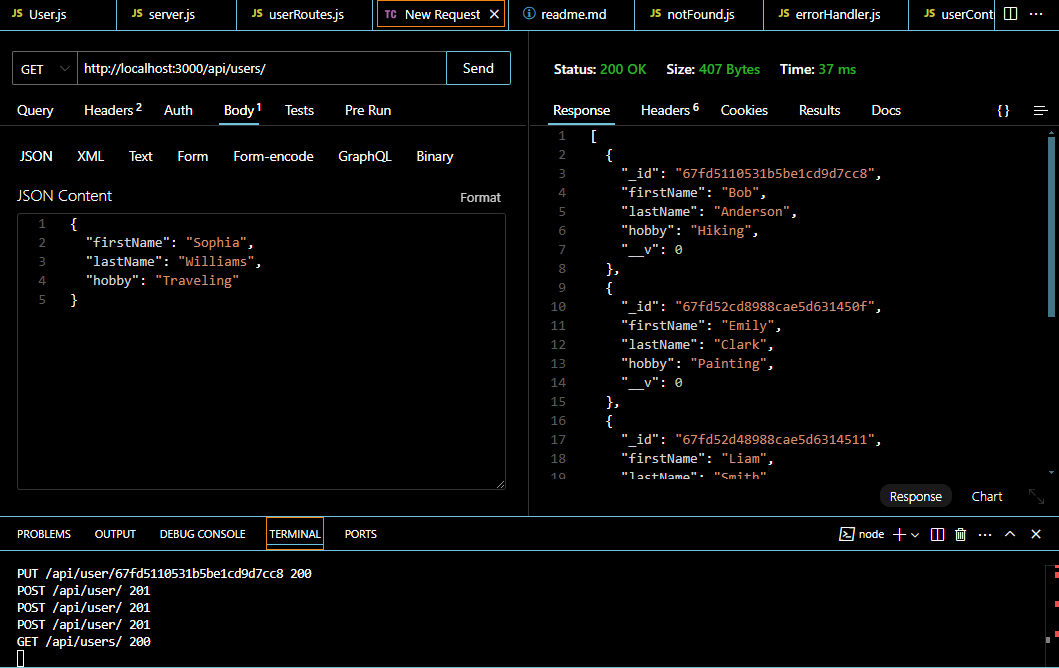 JS User.js JS server.js JS userRoutes.js TC New Request × readme.md JS notFound.js JS errorHandler.js JS userCont ···
GET http://localhost:3000/api/users/ Send
Query Headers 2 Auth Body 1 Tests Pre Run
JSON XML Text Form Form-encode GraphQL Binary
JSON Content Format
1 {
2 "firstName": "Sophia",
3 "lastName": "Williams",
4 "hobby": "Traveling"
5 }
Status: 200 OK Size: 407 Bytes Time: 37 ms
Response Headers 6 Cookies Results Docs {}
1 [
2 {
3 "_id": "67fd5110531b5be1cd9d7cc8",
4 "firstName": "Bob",
5 "lastName": "Anderson",
6 "hobby": "Hiking",
7 "__v": 0
8 },
9 {
10 "_id": "67fd52cd8988cae5d631450f",
11 "firstName": "Emily",
12 "lastName": "Clark",
13 "hobby": "Painting",
14 "__v": 0
15 },
16 {
17 "_id": "67fd52d48988cae5d6314511",
18 "firstName": "Liam",
19 "lastName": "Smith"
Response Chart
PROBLEMS OUTPUT DEBUG CONSOLE TERMINAL PORTS node
PUT /api/user/67fd5110531b5be1cd9d7cc8 200
POST /api/user/ 201
POST /api/user/ 201
POST /api/user/ 201
GET /api/users/ 200